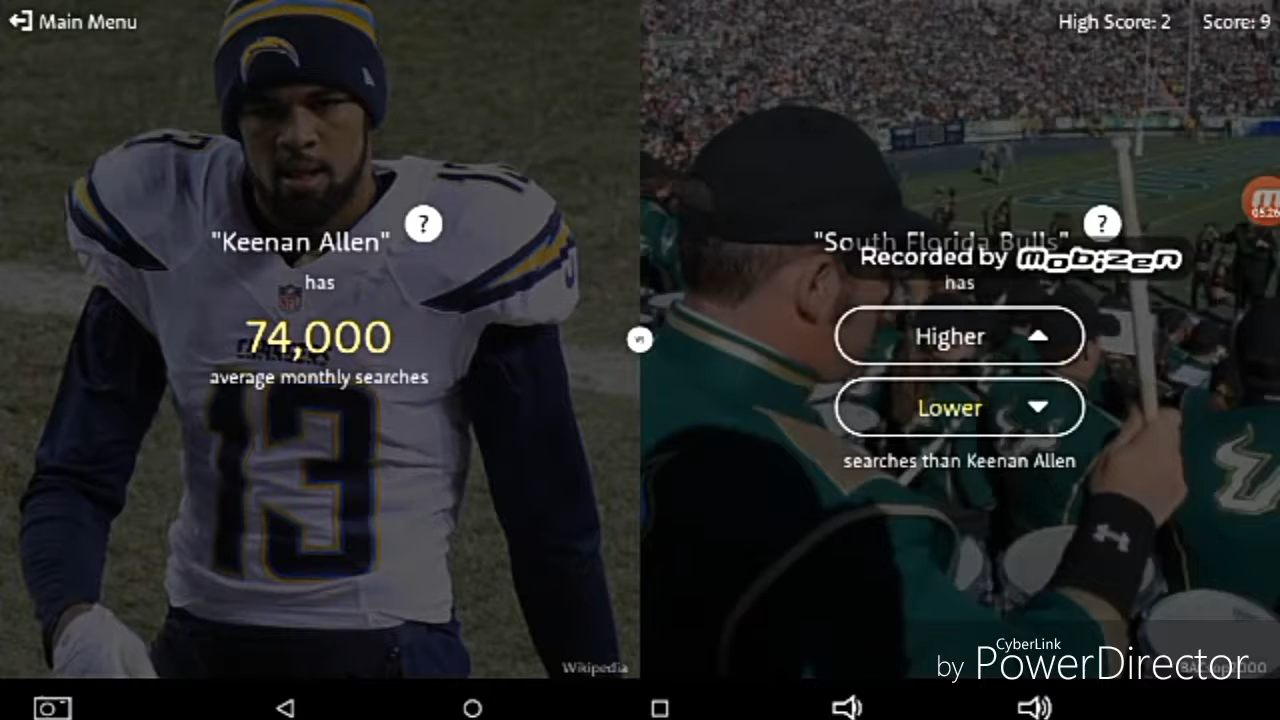 Main Menu
High Score: 2
Score: 9
"Keenan Allen"
?
has
74,000
average monthly searches
13
Wikipedia
"South Florida Bulls"
?
Recorded by mobizen
has
Higher
Lower
searches than Keenan Allen
CyberLink
by PowerDirector